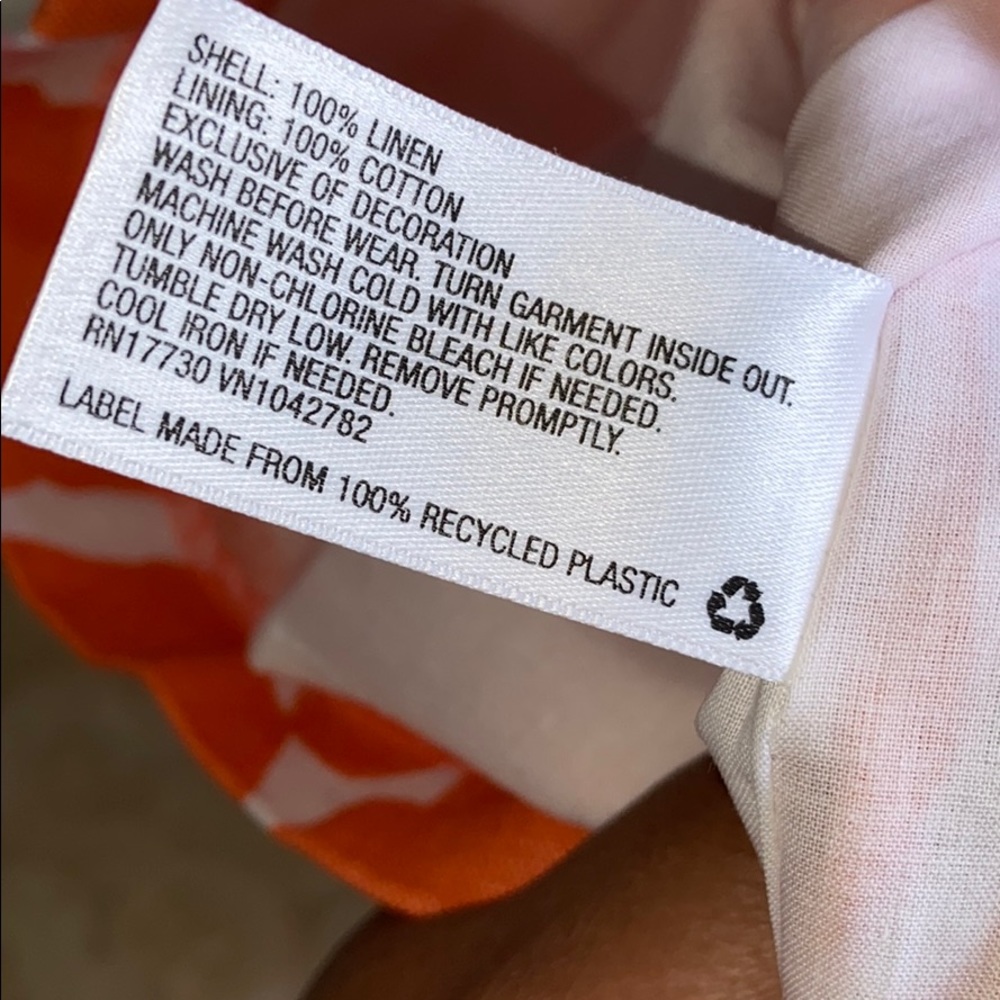 SHELL: 100% LINEN
LINING: 100% COTTON
EXCLUSIVE OF DECORATION
WASH BEFORE WEAR. TURN GARMENT INSIDE OUT.
MACHINE WASH COLD WITH LIKE COLORS.
ONLY NON-CHLORINE BLEACH IF NEEDED.
TUMBLE DRY LOW. REMOVE PROMPTLY.
COOL IRON IF NEEDED.
RN17730 VN1042782
LABEL MADE FROM 100% RECYCLED PLASTIC